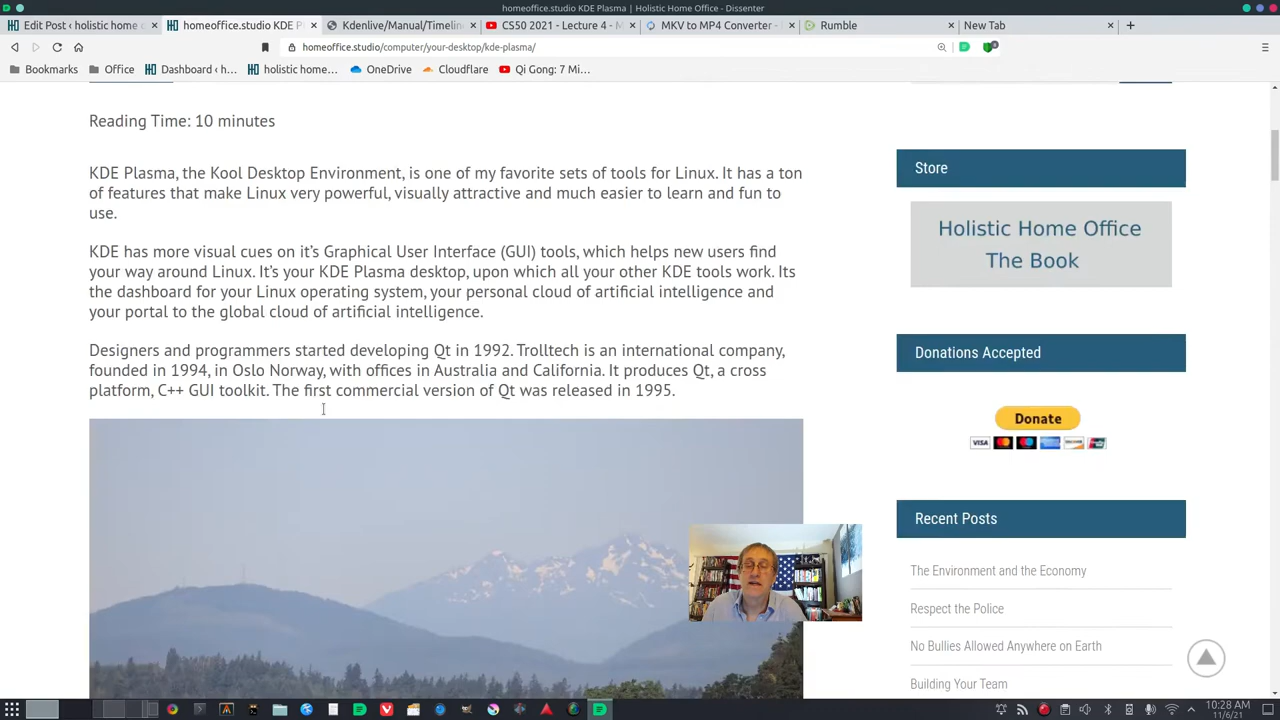 homeoffice.studio KDE Plasma | Holistic Home Office - Dissenter
Edit Post ‹ holistic home o
homeoffice.studio KDE Pl
Kdenlive/Manual/Timelin
CS50 2021 - Lecture 4 - M
MKV to MP4 Converter -
Rumble
New Tab
homeoffice.studio/computer/your-desktop/kde-plasma/
Bookmarks
Office
Dashboard ‹ h...
holistic home...
OneDrive
Cloudflare
Qi Gong: 7 Mi...
Reading Time: 10 minutes
KDE Plasma, the Kool Desktop Environment, is one of my favorite sets of tools for Linux. It has a ton
of features that make Linux very powerful, visually attractive and much easier to learn and fun to
use.
KDE has more visual cues on it's Graphical User Interface (GUI) tools, which helps new users find
your way around Linux. It's your KDE Plasma desktop, upon which all your other KDE tools work. Its
the dashboard for your Linux operating system, your personal cloud of artificial intelligence and
your portal to the global cloud of artificial intelligence.
Designers and programmers started developing Qt in 1992. Trolltech is an international company,
founded in 1994, in Oslo Norway, with offices in Australia and California. It produces Qt, a cross
platform, C++ GUI toolkit. The first commercial version of Qt was released in 1995.
Store
Holistic Home Office
The Book
Donations Accepted
Donate
VISA
Recent Posts
The Environment and the Economy
Respect the Police
No Bullies Allowed Anywhere on Earth
Building Your Team
10:28 AM
11/6/21